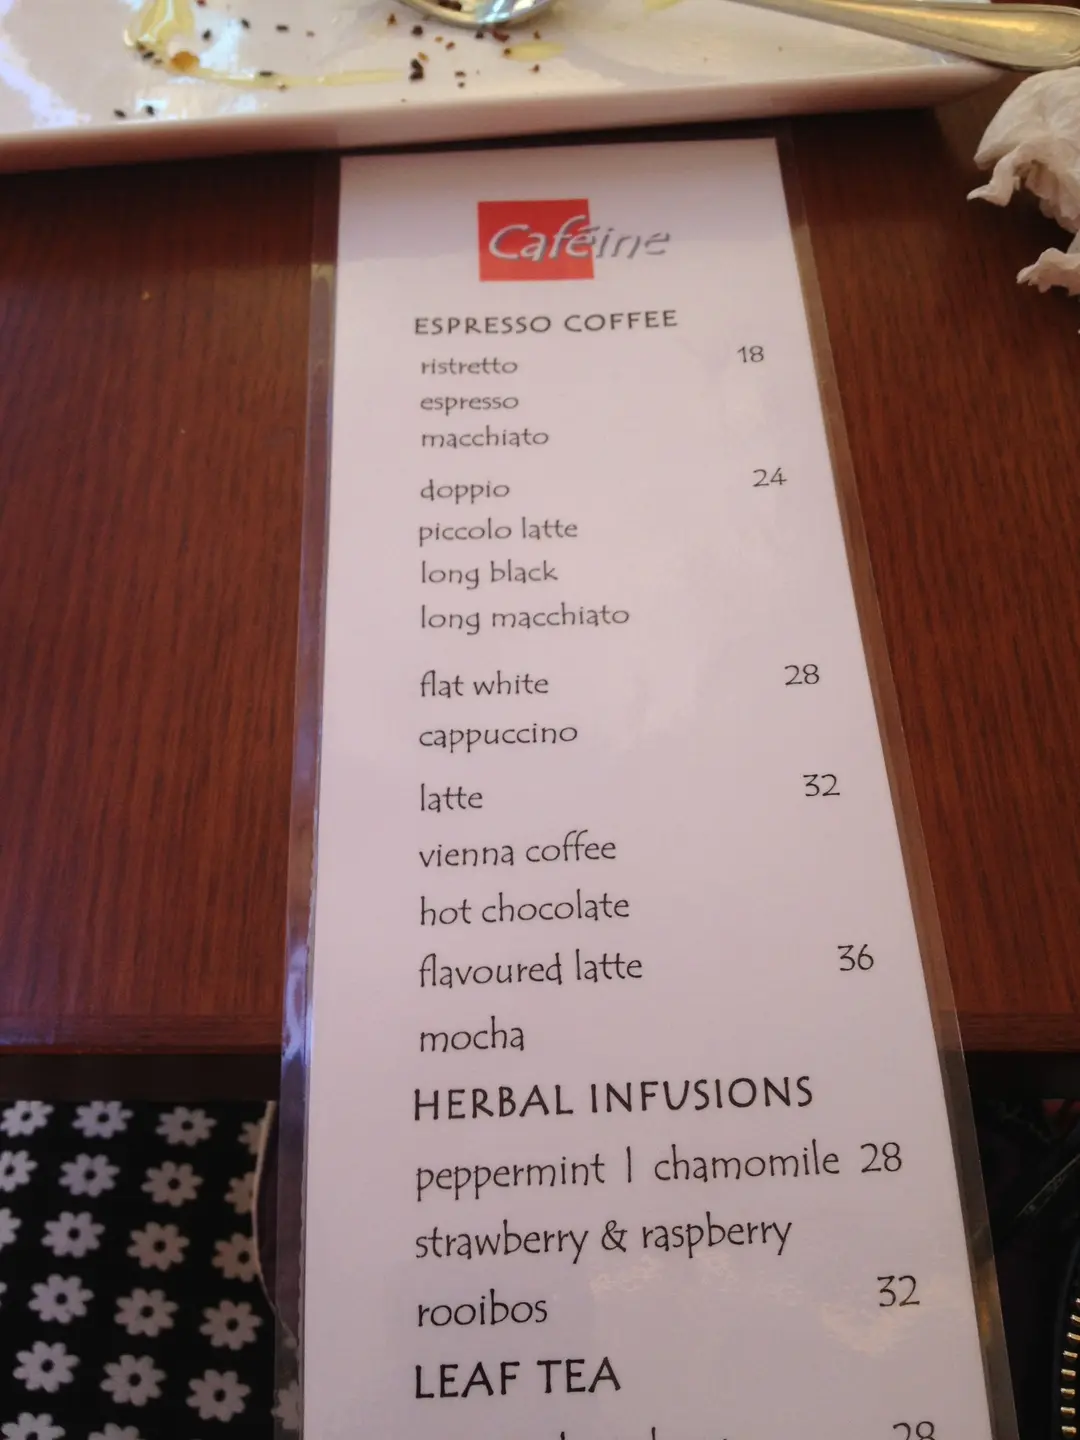 Caféine
ESPRESSO COFFEE
ristretto 18
espresso
macchiato
doppio 24
piccolo latte
long black
long macchiato
flat white 28
cappuccino
latte 32
vienna coffee
hot chocolate
flavoured latte 36
mocha
HERBAL INFUSIONS
peppermint | chamomile 28
strawberry & raspberry
rooibos 32
LEAF TEA
28